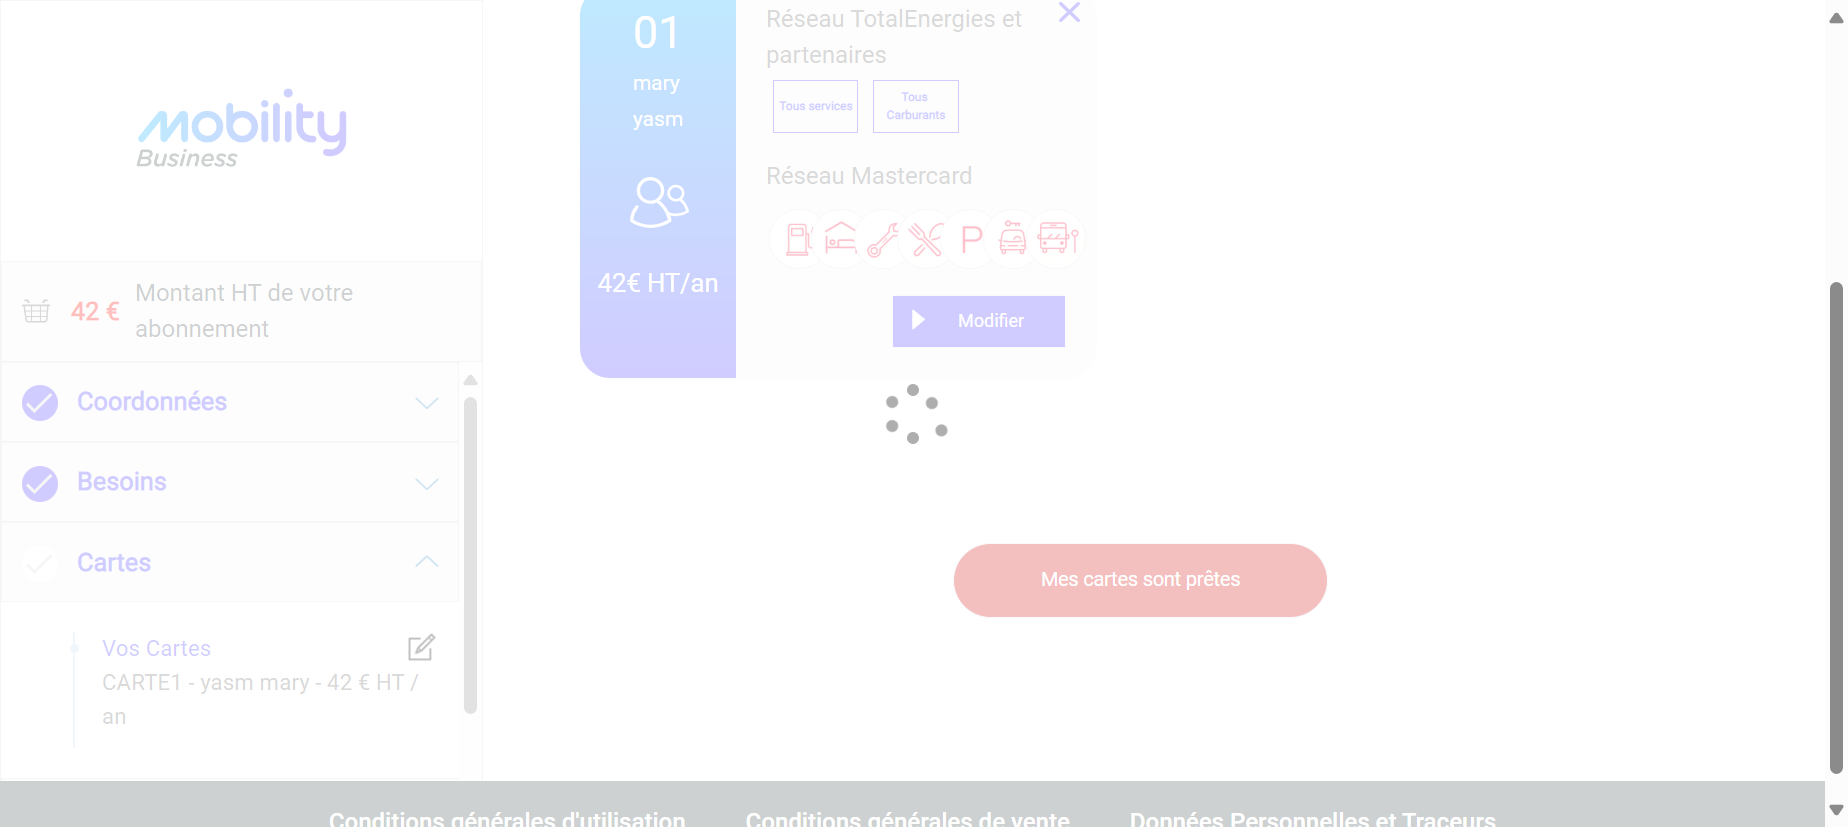 mobility
Business
42 €
Montant HT de votre
abonnement
Coordonnées
Besoins
Cartes
Vos Cartes
CARTE1 - yasm mary - 42 € HT /
an
01
mary
yasm
42€ HT/an
Réseau TotalEnergies et
partenaires
Tous services
Tous
Carburants
Réseau Mastercard
P
Modifier
Mes cartes sont prêtes
Conditions générales d'utilisation
Conditions générales de vente
Données Personnelles et Traceurs